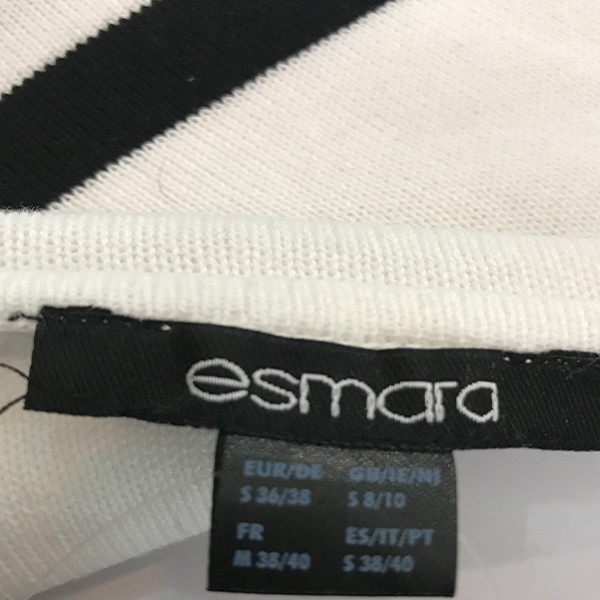 esmara
EUR/DE GB/IE/NI
S 36/38 S 8/10
FR ES/IT/PT
M 38/40 S 38/40